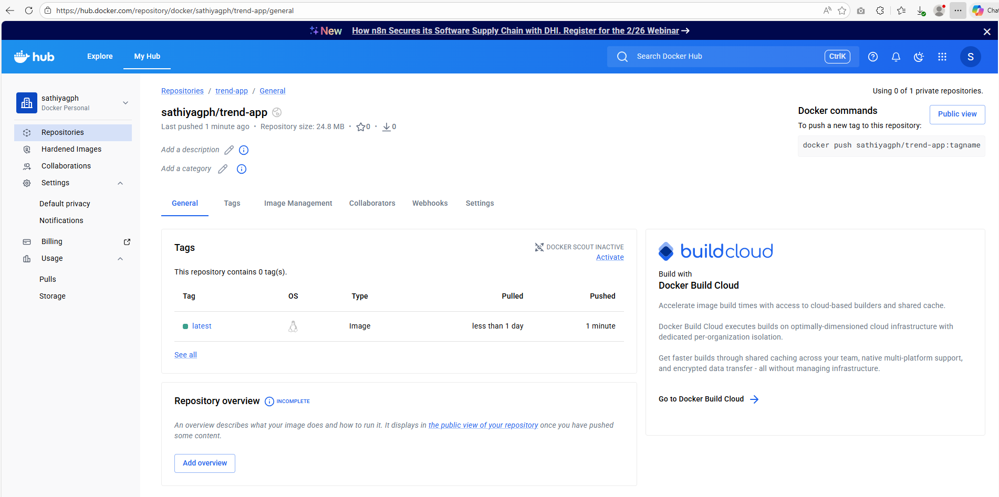 https://hub.docker.com/repository/docker/sathiyagph/trend-app/general
Chat
New How n8n Secures its Software Supply Chain with DHI. Register for the 2/26 Webinar
hub Explore My Hub Search Docker Hub CtrlK S
sathiyagph
Docker Personal
Repositories
Hardened Images
Collaborations
Settings
Default privacy
Notifications
Billing
Usage
Pulls
Storage
Repositories / trend-app / General
Using 0 of 1 private repositories.
sathiyagph/trend-app
Last pushed 1 minute ago • Repository size: 24.8 MB • 0 • 0
Add a description
Add a category
Docker commands
Public view
To push a new tag to this repository:
docker push sathiyagph/trend-app:tagname
General Tags Image Management Collaborators Webhooks Settings
Tags
DOCKER SCOUT INACTIVE
Activate
This repository contains 0 tag(s).
Tag OS Type Pulled Pushed
latest Image less than 1 day 1 minute
See all
Repository overview INCOMPLETE
An overview describes what your image does and how to run it. It displays in the public view of your repository once you have pushed
some content.
Add overview
buildcloud
Build with
Docker Build Cloud
Accelerate image build times with access to cloud-based builders and shared cache.
Docker Build Cloud executes builds on optimally-dimensioned cloud infrastructure with
dedicated per-organization isolation.
Get faster builds through shared caching across your team, native multi-platform support,
and encrypted data transfer - all without managing infrastructure.
Go to Docker Build Cloud